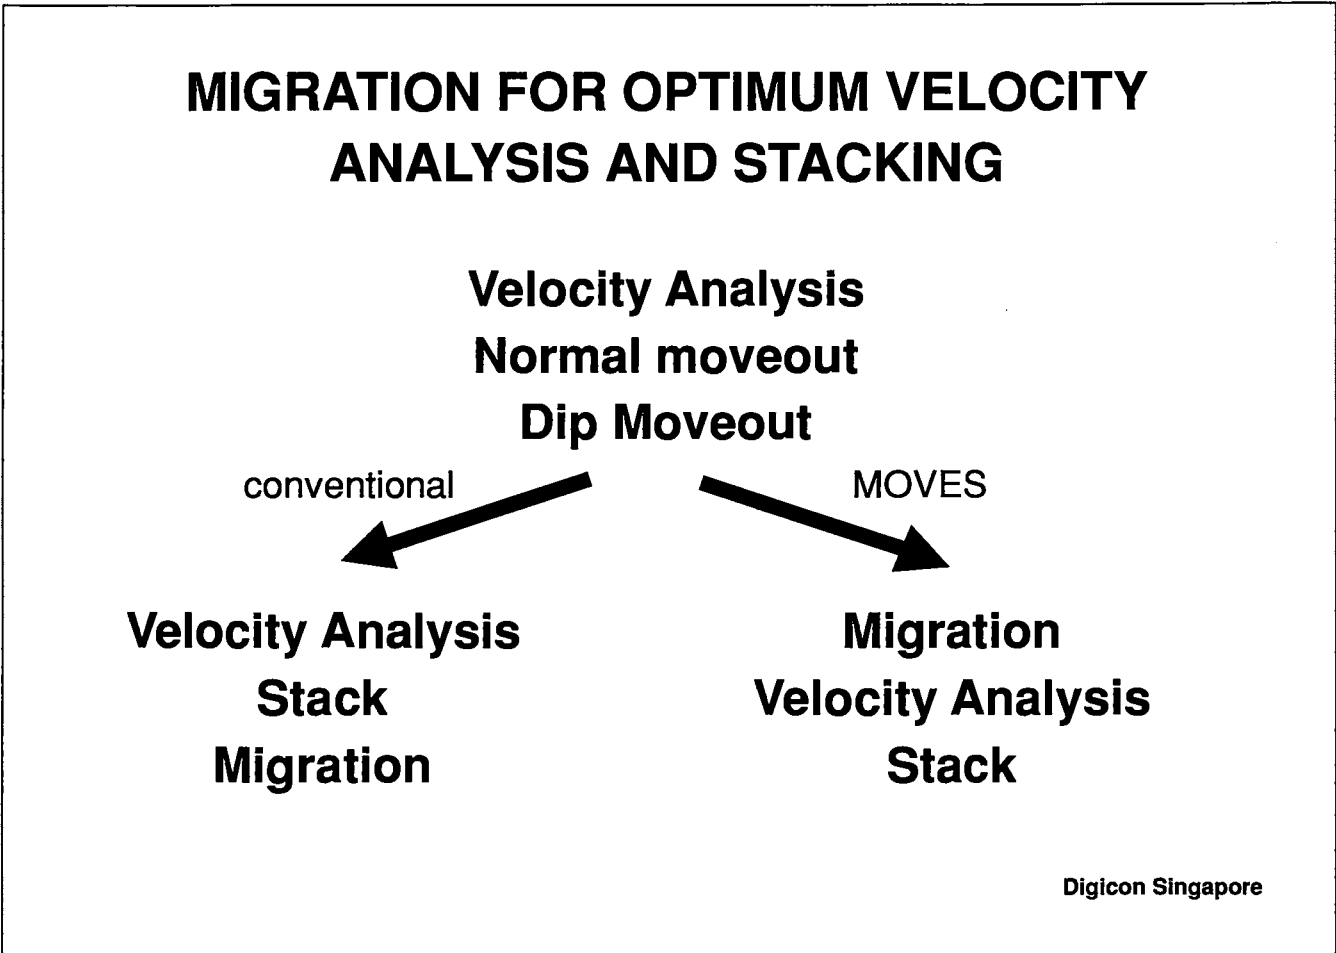 MIGRATION FOR OPTIMUM VELOCITY
ANALYSIS AND STACKING
Velocity Analysis
Normal moveout
Dip Moveout
conventional
MOVES
Velocity Analysis
Stack
Migration
Migration
Velocity Analysis
Stack
Digicon Singapore